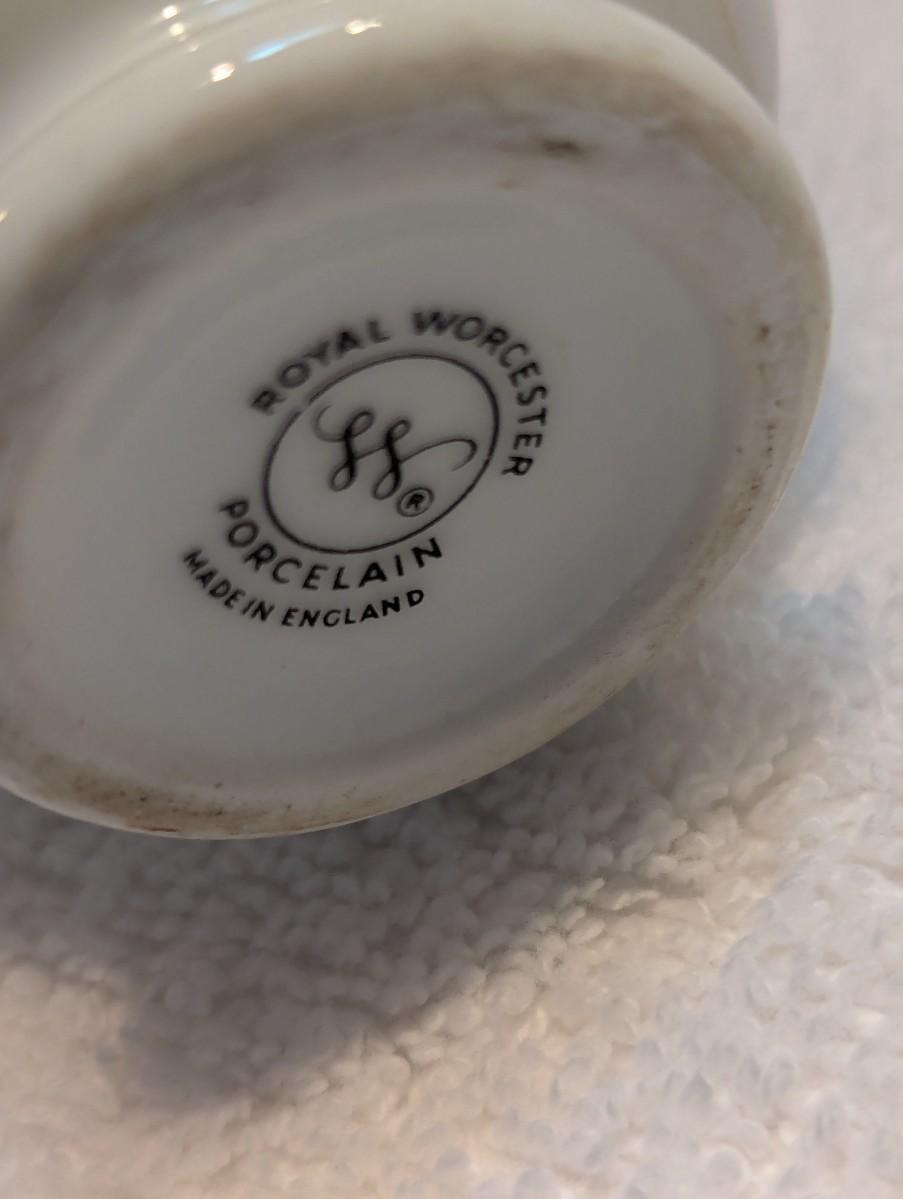 ROYAL WORCESTER
W
®
PORCELAIN
MADE IN ENGLAND